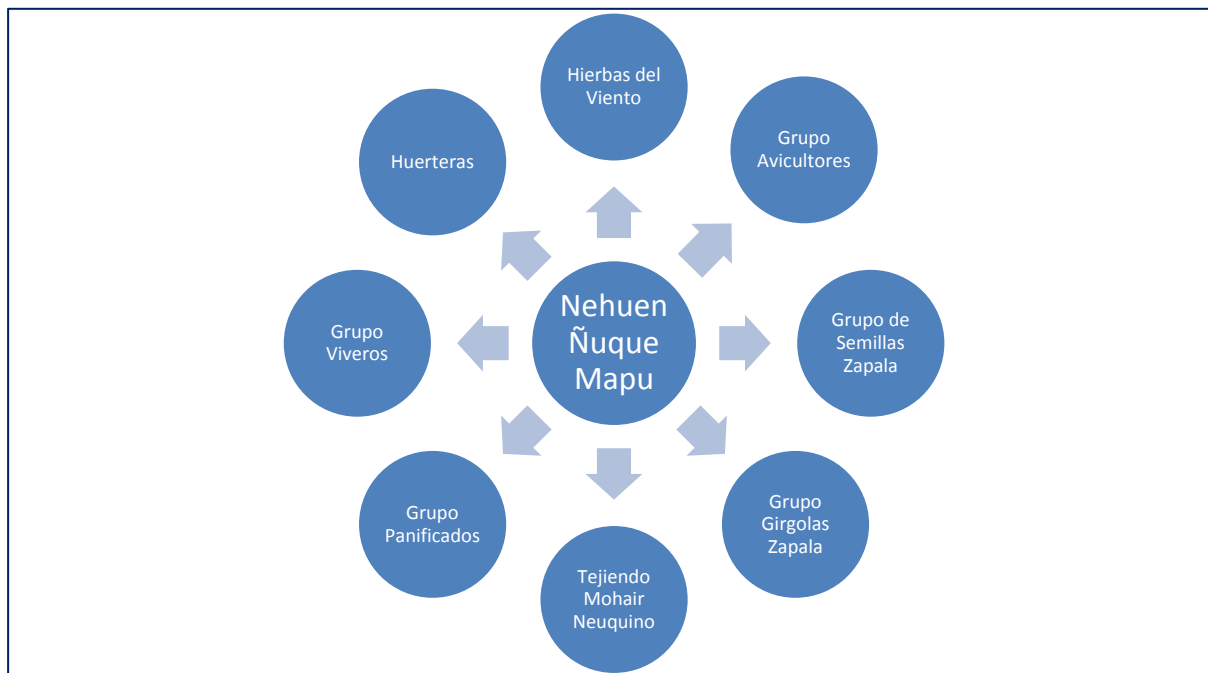 Hierbas del
Viento
Grupo
Avicultores
Grupo de
Semillas
Zapala
Grupo
Girgolas
Zapala
Tejiendo
Mohair
Neuquino
Grupo
Panificados
Grupo
Viveros
Huerteras
Nehuen
Ñuque
Mapu